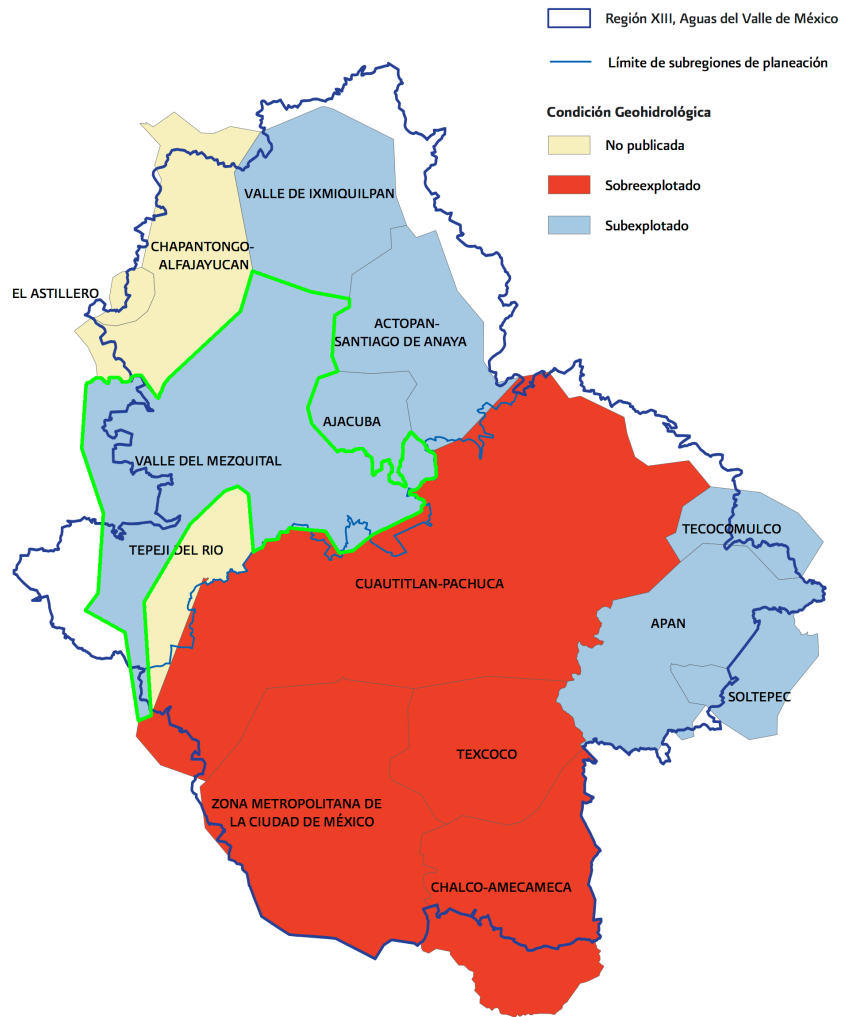 Región XIII, Aguas del Valle de México
Límite de subregiones de planeación
Condición Geohidrológica
No publicada
Sobreexplotado
Subexplotado
VALLE DE IXMIQUILPAN
CHAPANTONGO-
ALFAJAYUCAN
EL ASTILLERO
ACTOPAN-
SANTIAGO DE ANAYA
AJACUBA
VALLE DEL MEZQUITAL
TECOCOMULCO
TEPEJI DEL RIO
CUAUTITLAN-PACHUCA
APAN
SOLTEPEC
TEXCOCO
ZONA METROPOLITANA DE
LA CIUDAD DE MÉXICO
CHALCO-AMECAMECA